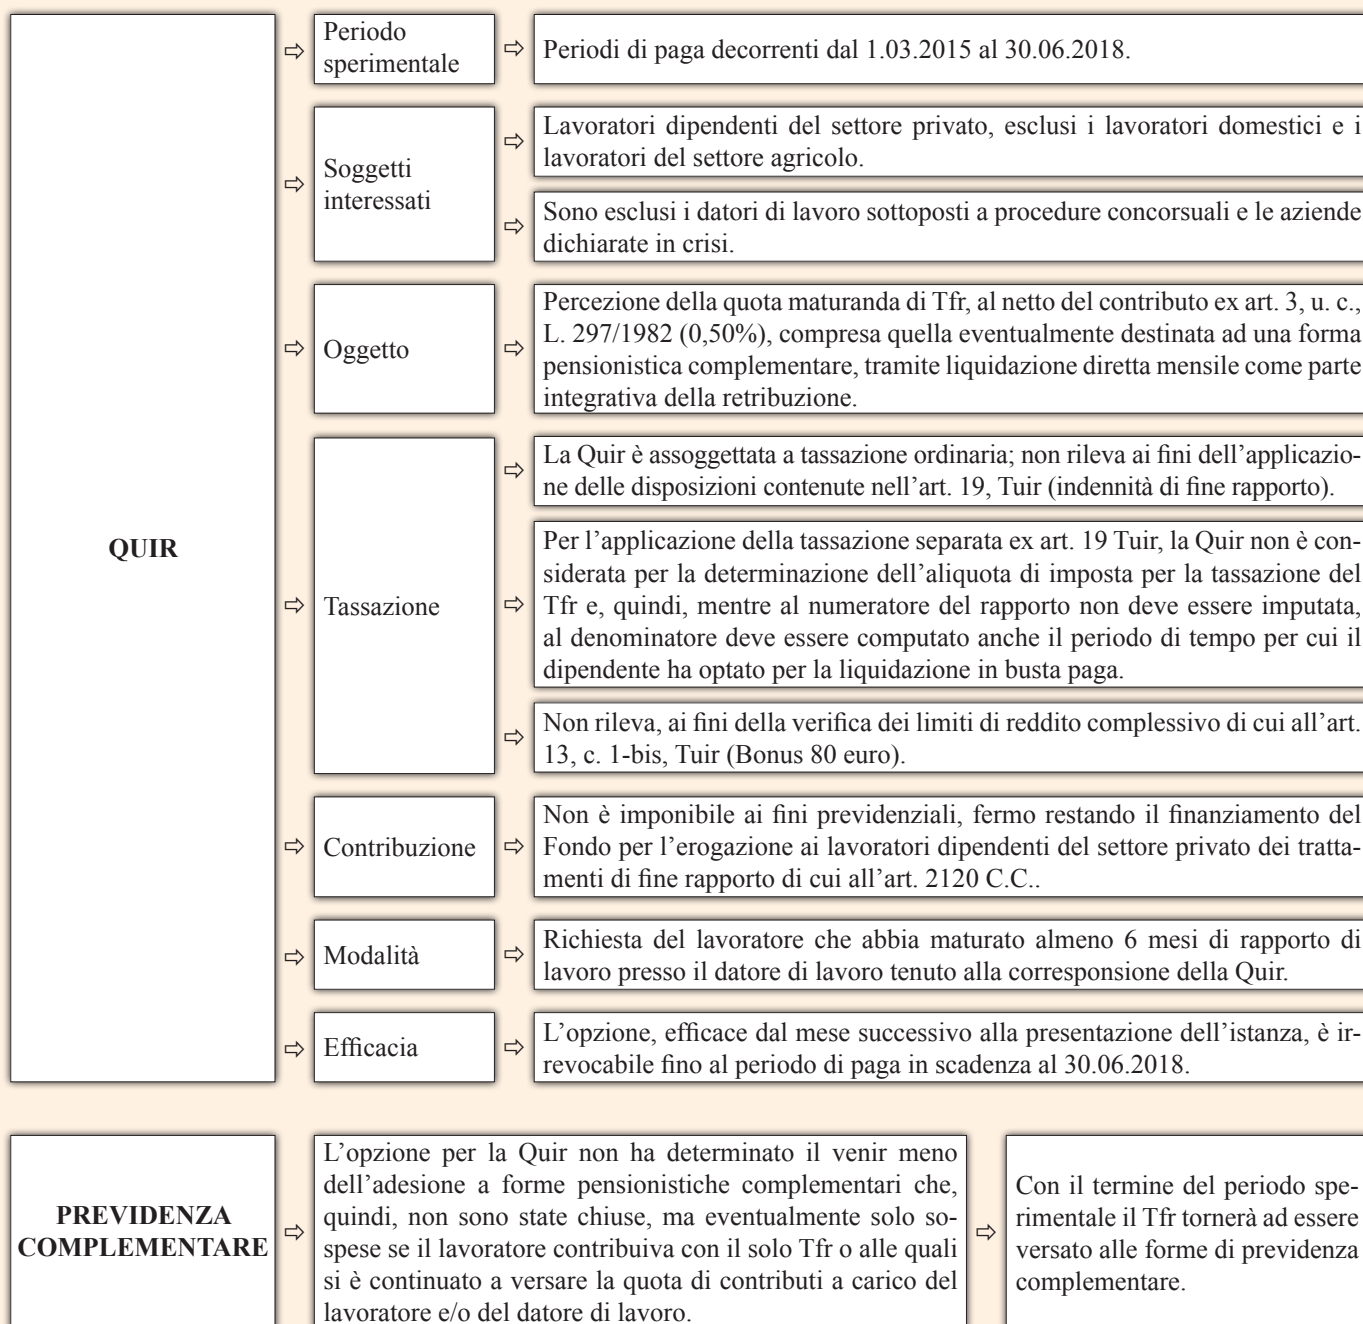 QUIR
Periodo
sperimentale
Periodi di paga decorrenti dal 1.03.2015 al 30.06.2018.
Soggetti
interessati
Lavoratori dipendenti del settore privato, esclusi i lavoratori domestici e i
lavoratori del settore agricolo.
Sono esclusi i datori di lavoro sottoposti a procedure concorsuali e le aziende
dichiarate in crisi.
Oggetto
Percezione della quota maturanda di Tfr, al netto del contributo ex art. 3, u. c.,
L. 297/1982 (0,50%), compresa quella eventualmente destinata ad una forma
pensionistica complementare, tramite liquidazione diretta mensile come parte
integrativa della retribuzione.
Tassazione
La Quir è assoggettata a tassazione ordinaria; non rileva ai fini dell’applicazio-
ne delle disposizioni contenute nell’art. 19, Tuir (indennità di fine rapporto).
Per l’applicazione della tassazione separata ex art. 19 Tuir, la Quir non è con-
siderata per la determinazione dell’aliquota di imposta per la tassazione del
Tfr e, quindi, mentre al numeratore del rapporto non deve essere imputata,
al denominatore deve essere computato anche il periodo di tempo per cui il
dipendente ha optato per la liquidazione in busta paga.
Non rileva, ai fini della verifica dei limiti di reddito complessivo di cui all’art.
13, c. 1-bis, Tuir (Bonus 80 euro).
Contribuzione
Non è imponibile ai fini previdenziali, fermo restando il finanziamento del
Fondo per l’erogazione ai lavoratori dipendenti del settore privato dei tratta-
menti di fine rapporto di cui all’art. 2120 C.C..
Modalità
Richiesta del lavoratore che abbia maturato almeno 6 mesi di rapporto di
lavoro presso il datore di lavoro tenuto alla corresponsione della Quir.
Efficacia
L’opzione, efficace dal mese successivo alla presentazione dell’istanza, è ir-
revocabile fino al periodo di paga in scadenza al 30.06.2018.
PREVIDENZA
COMPLEMENTARE
L’opzione per la Quir non ha determinato il venir meno
dell’adesione a forme pensionistiche complementari che,
quindi, non sono state chiuse, ma eventualmente solo so-
spese se il lavoratore contribuiva con il solo Tfr o alle quali
si è continuato a versare la quota di contributi a carico del
lavoratore e/o del datore di lavoro.
Con il termine del periodo spe-
rimentale il Tfr tornerà ad essere
versato alle forme di previdenza
complementare.